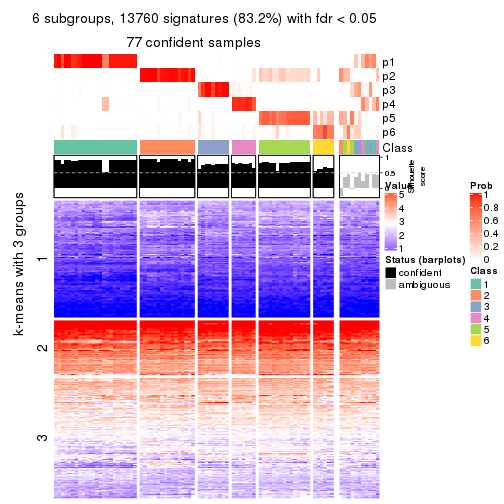 6 subgroups, 13760 signatures (83.2%) with fdr < 0.05
77 confident samples
p1
p2
p3
p4
p5
p6
Class
1
0.5
0
Silhouette score
k-means with 3 groups
1
2
3
Value
5
4
3
2
1
Status (barplots)
confident
ambiguous
Prob
1
0.8
0.6
0.4
0.2
0
Class
1
2
3
4
5
6